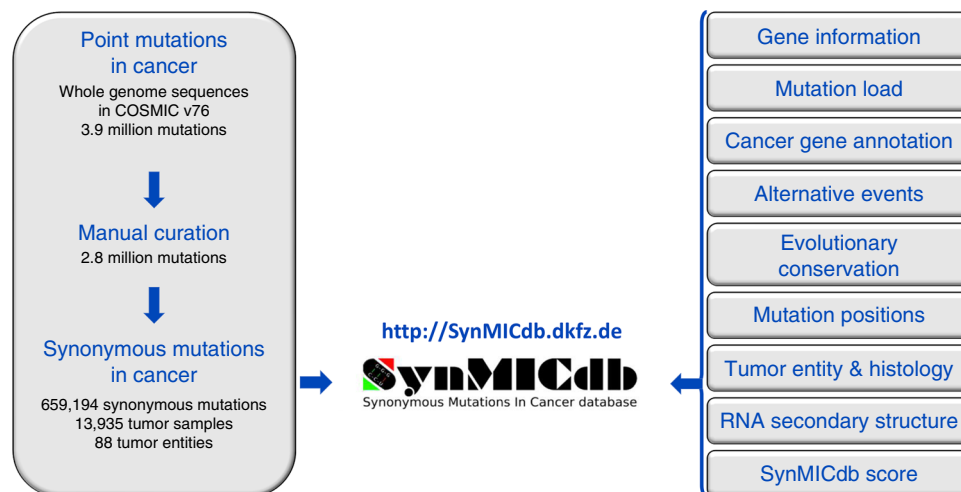 Point mutations
in cancer
Whole genome sequences
in COSMIC v76
3.9 million mutations
Manual curation
2.8 million mutations
Synonymous mutations
in cancer
659,194 synonymous mutations
13,935 tumor samples
88 tumor entities
http://SynMICdb.dkfz.de
SynMICdb
Synonymous Mutations In Cancer database
Gene information
Mutation load
Cancer gene annotation
Alternative events
Evolutionary
conservation
Mutation positions
Tumor entity & histology
RNA secondary structure
SynMICdb score